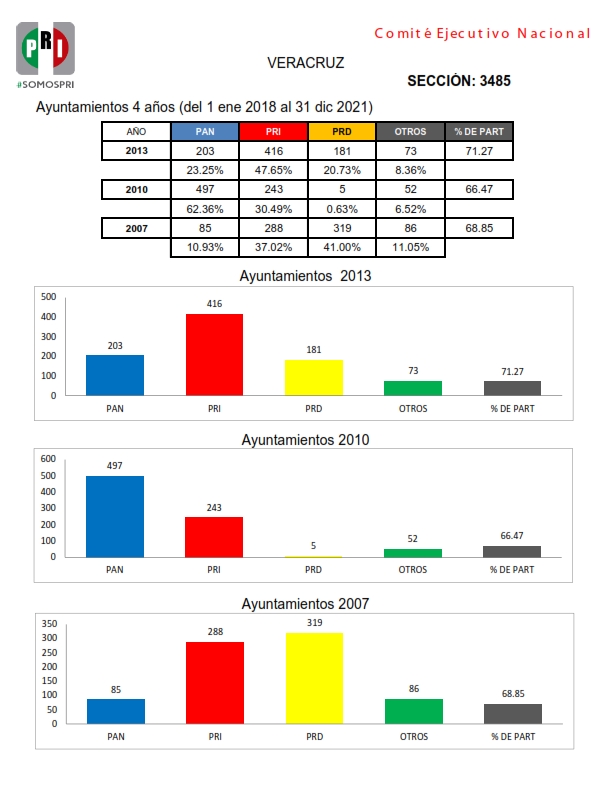 Comité Ejecutivo Nacional
PRI
#SOMOSPRI
VERACRUZ
SECCIÓN: 3485
Ayuntamientos 4 años (del 1 ene 2018 al 31 dic 2021)
AÑO PAN PRI PRD OTROS % DE PART
2013 203 416 181 73 71.27
23.25% 47.65% 20.73% 8.36%
2010 497 243 5 52 66.47
62.36% 30.49% 0.63% 6.52%
2007 85 288 319 86 68.85
10.93% 37.02% 41.00% 11.05%
Ayuntamientos 2013
500
400
300
200
100
0
203 416 181 73 71.27
PAN PRI PRD OTROS % DE PART
Ayuntamientos 2010
600
500
400
300
200
100
0
497 243 5 52 66.47
PAN PRI PRD OTROS % DE PART
Ayuntamientos 2007
350
300
250
200
150
100
50
0
85 288 319 86 68.85
PAN PRI PRD OTROS % DE PART